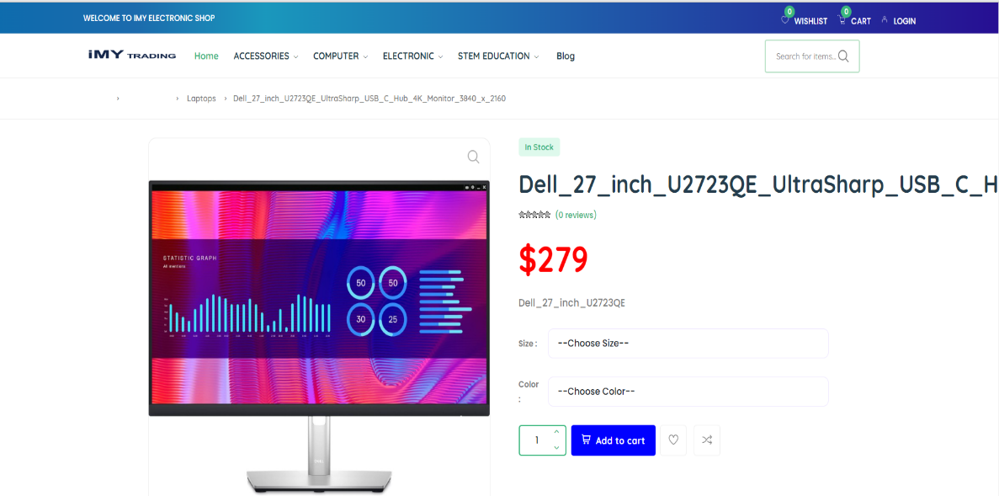 WELCOME TO IMY ELECTRONIC SHOP
0
WISHLIST
0
CART
LOGIN
iMY TRADING
Home
ACCESSORIES
COMPUTER
ELECTRONIC
STEM EDUCATION
Blog
Search for items...
› › Laptops › Dell_27_inch_U2723QE_UltraSharp_USB_C_Hub_4K_Monitor_3840_x_2160
In Stock
Dell_27_inch_U2723QE_UltraSharp_USB_C_H
(0 reviews)
$279
Dell_27_inch_U2723QE
Size :
--Choose Size--
Color :
--Choose Color--
1
Add to cart
STATISTIC GRAPH
All mentions
50
50
30
25